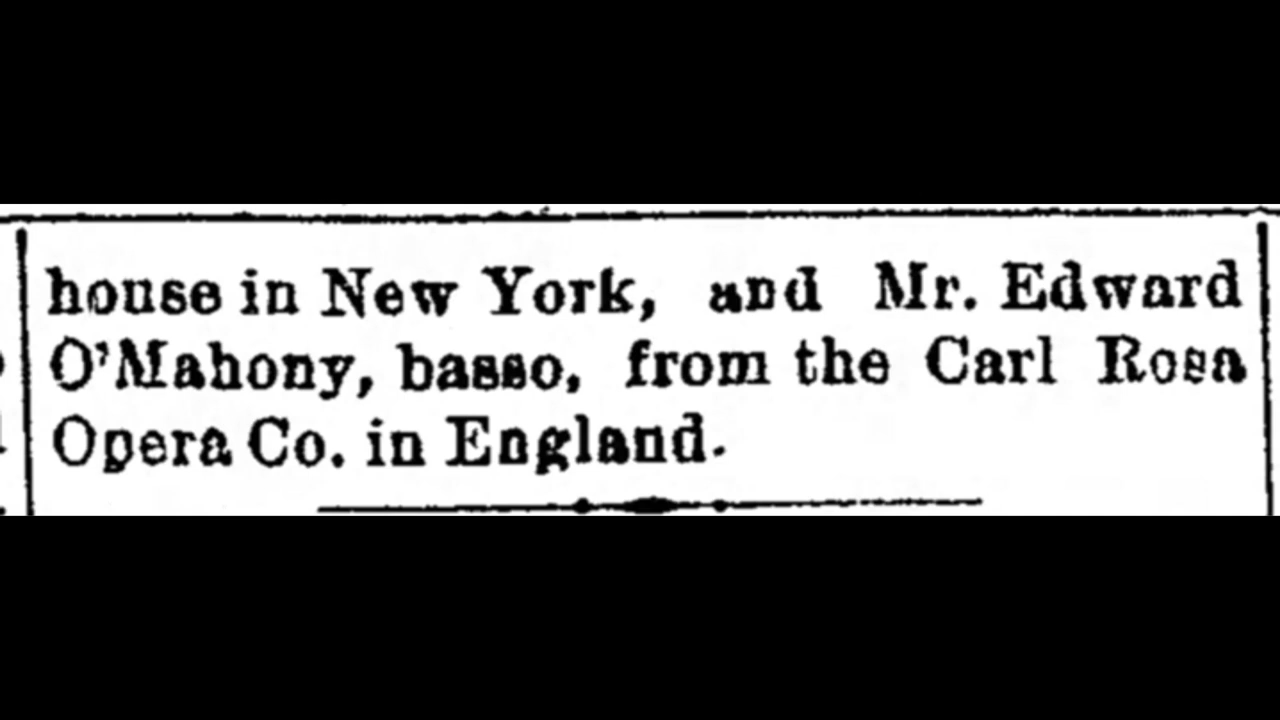 house in New York, and Mr. Edward
O'Mahony, basso, from the Carl Rosa
Opera Co. in England.